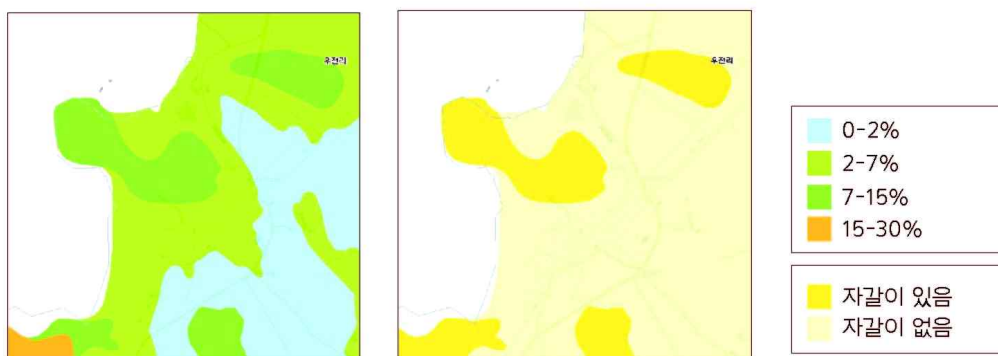 우전리
우전리
0-2%
2-7%
7-15%
15-30%
자갈이 있음
자갈이 없음